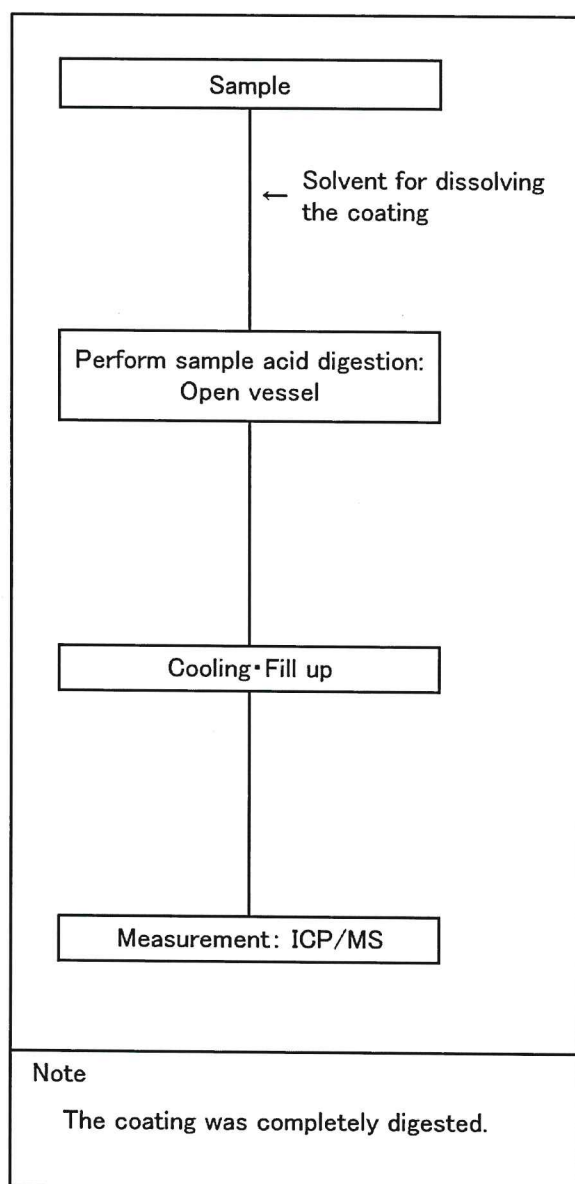 Sample
← Solvent for dissolving
the coating
Perform sample acid digestion:
Open vessel
Cooling・Fill up
Measurement: ICP/MS
Note
The coating was completely digested.